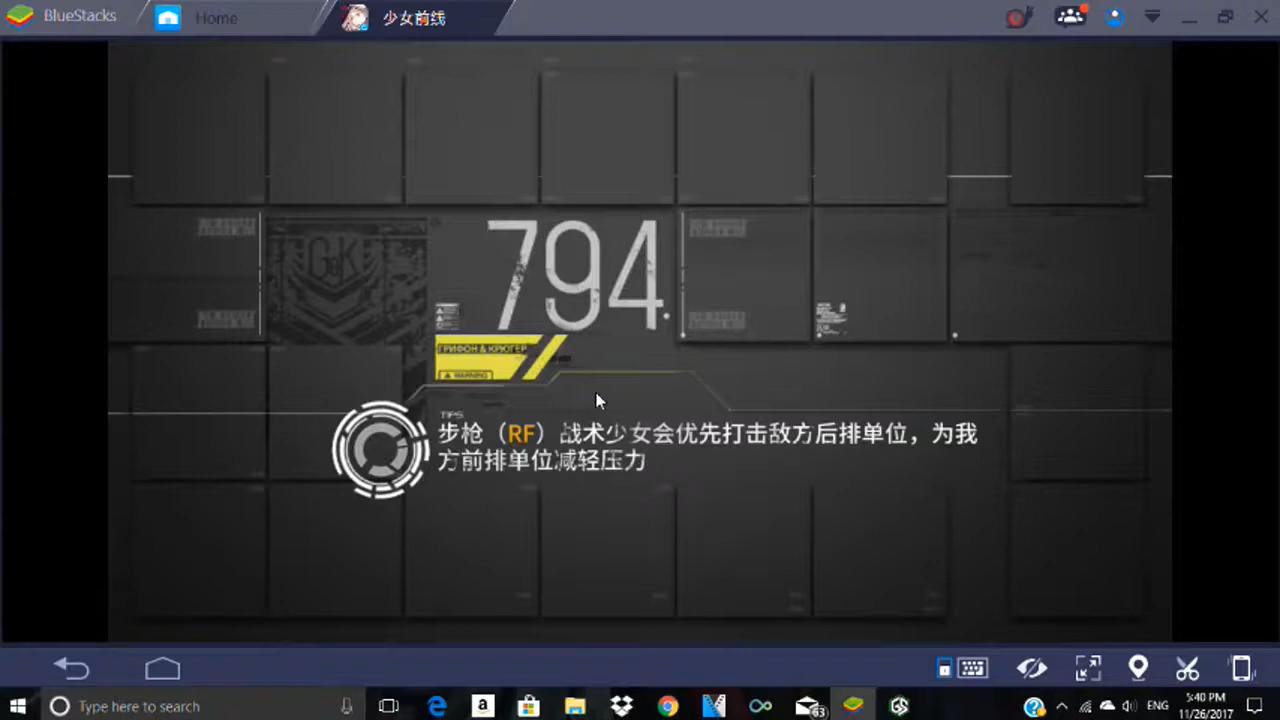 BlueStacks
Home
少女前线
794.
G&K
ГРИФОН & КРЮГЕР
WARNING
TIPS
步枪（RF）战术少女会优先打击敌方后排单位，为我
方前排单位减轻压力
Type here to search
63
ENG
5:40 PM
11/26/2017